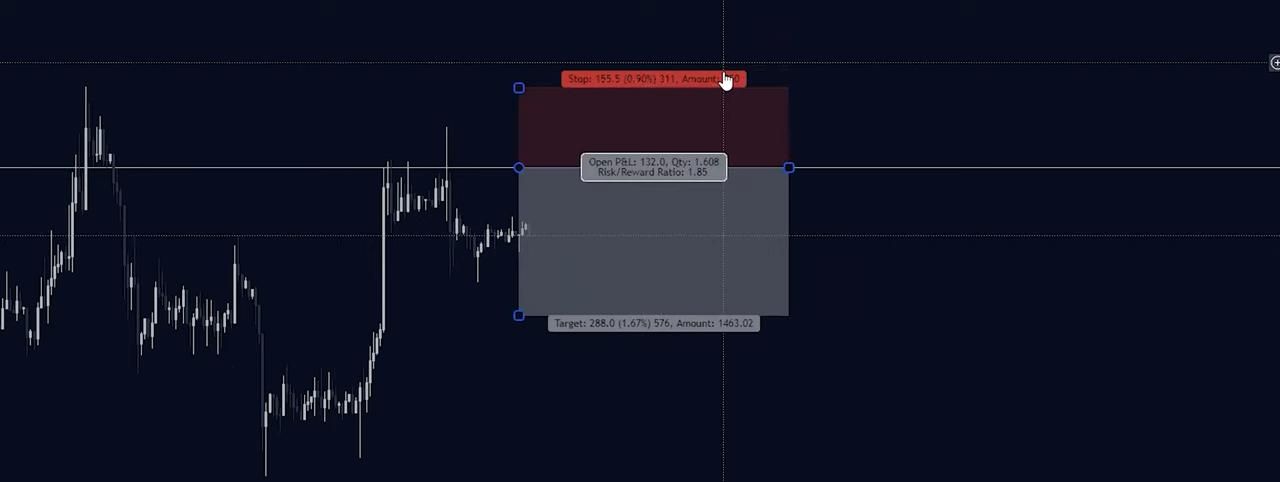 Stop: 155.5 (0.90%) 311, Amount:
Open P&L: 132.0, Qty: 1.608
Risk/Reward Ratio: 1.85
Target: 288.0 (1.67%) 576, Amount: 1463.02